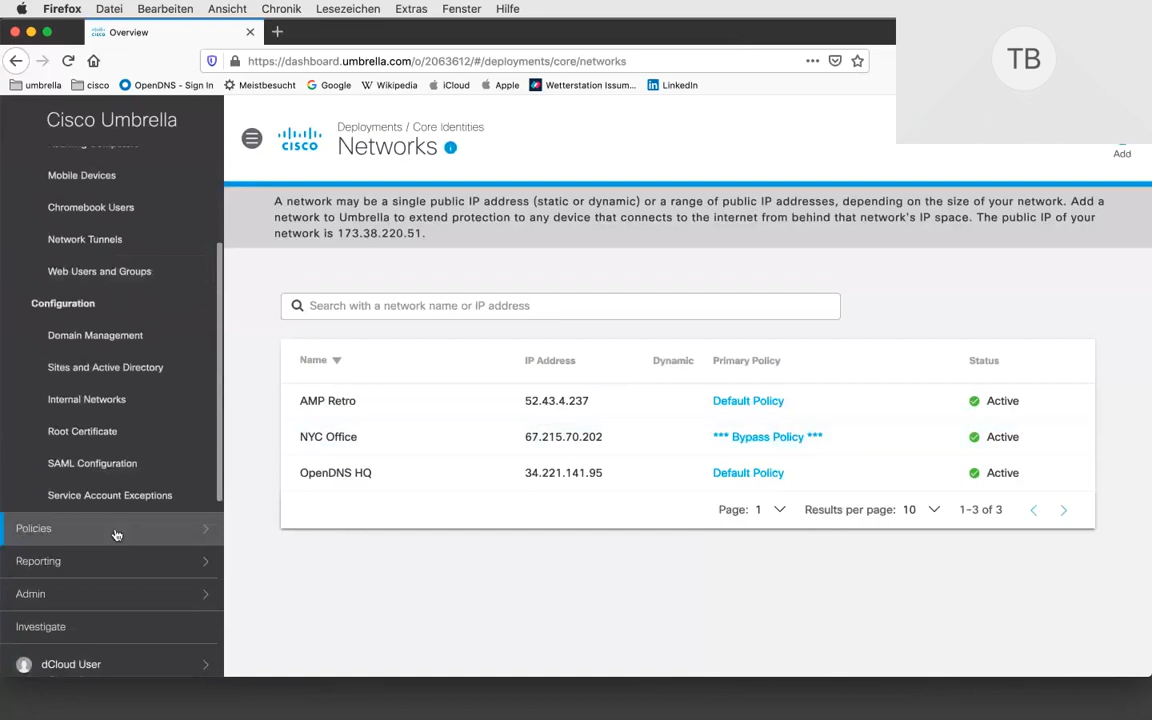 Firefox Datei Bearbeiten Ansicht Chronik Lesezeichen Extras Fenster Hilfe
Overview
https://dashboard.umbrella.com/o/2063612/#/deployments/core/networks
umbrella cisco OpenDNS - Sign In Meistbesucht Google Wikipedia iCloud Apple Wetterstation Issum... LinkedIn
TB
Cisco Umbrella
Mobile Devices
Chromebook Users
Network Tunnels
Web Users and Groups
Configuration
Domain Management
Sites and Active Directory
Internal Networks
Root Certificate
SAML Configuration
Service Account Exceptions
Policies
Reporting
Admin
Investigate
dCloud User
CISCO
Deployments / Core Identities
Networks
Add
A network may be a single public IP address (static or dynamic) or a range of public IP addresses, depending on the size of your network. Add a
network to Umbrella to extend protection to any device that connects to the internet from behind that network's IP space. The public IP of your
network is 173.38.220.51.
Search with a network name or IP address
Name IP Address Dynamic Primary Policy Status
AMP Retro 52.43.4.237 Default Policy Active
NYC Office 67.215.70.202 *** Bypass Policy *** Active
OpenDNS HQ 34.221.141.95 Default Policy Active
Page: 1 Results per page: 10 1-3 of 3